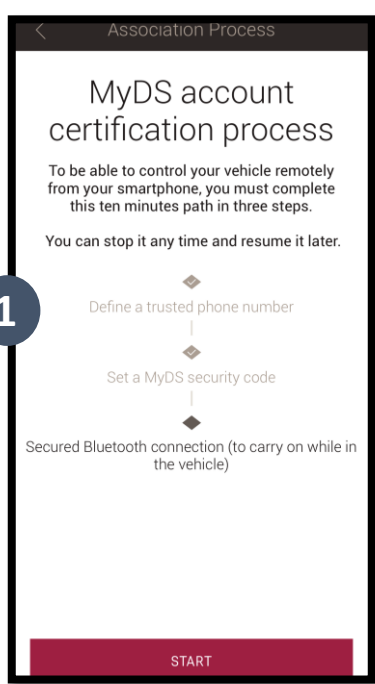 Association Process
MyDS account
certification process
To be able to control your vehicle remotely
from your smartphone, you must complete
this ten minutes path in three steps.
You can stop it any time and resume it later.
1
Define a trusted phone number
Set a MyDS security code
Secured Bluetooth connection (to carry on while in
the vehicle)
START